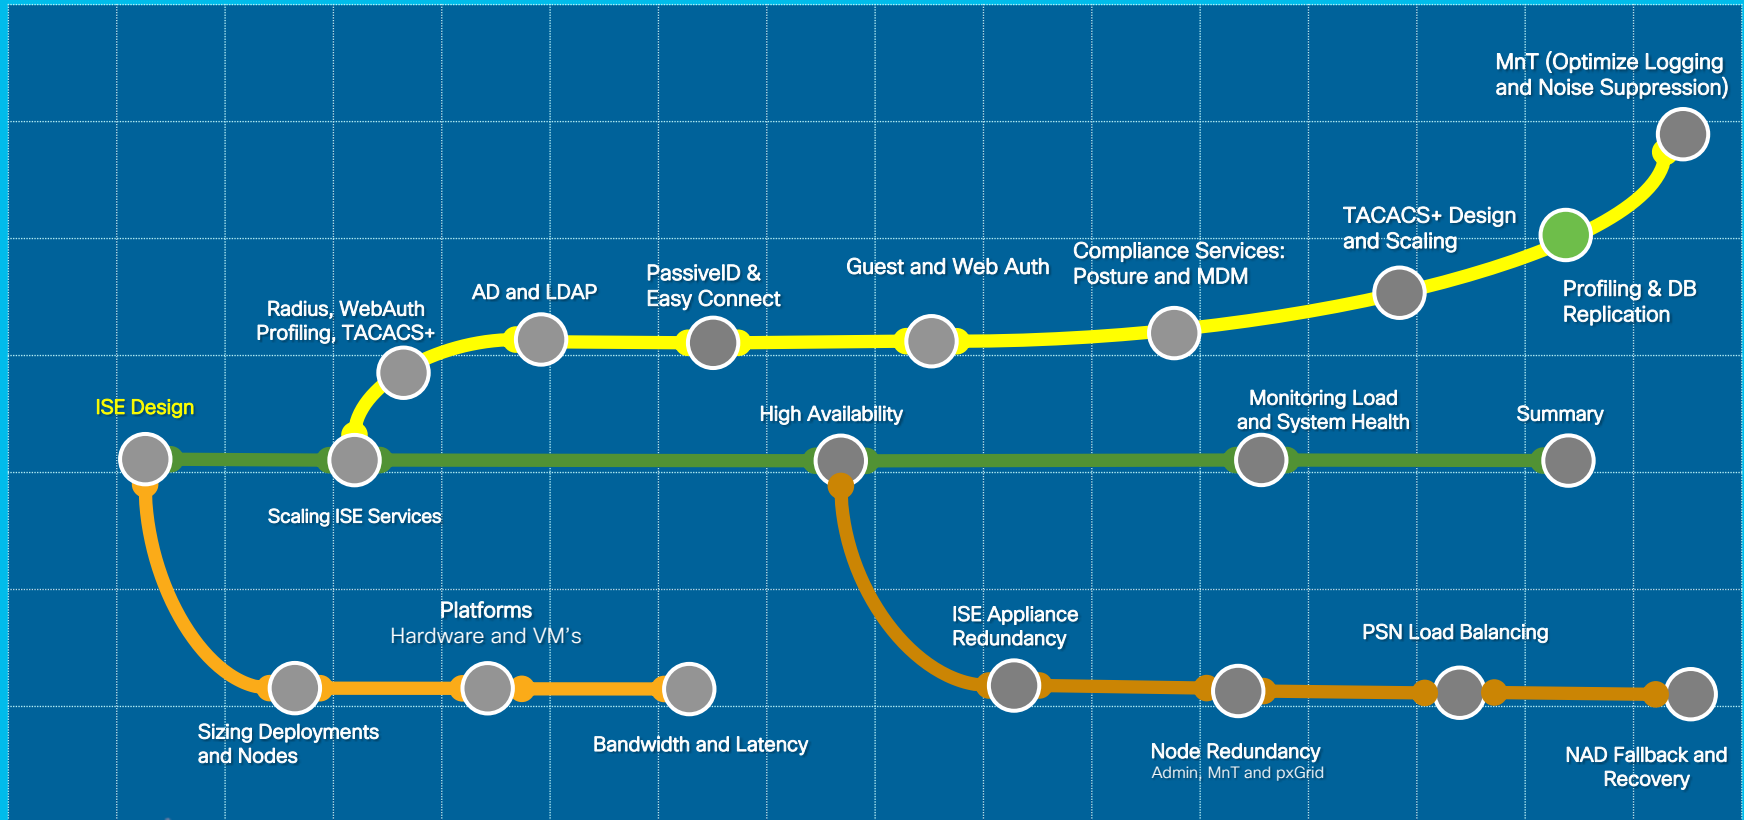 MnT (Optimize Logging
and Noise Suppression)
TACACS+ Design
and Scaling
Compliance Services:
Posture and MDM
Guest and Web Auth
PassiveID &
Easy Connect
AD and LDAP
Radius, WebAuth
Profiling, TACACS+
Profiling & DB
Replication
ISE Design
High Availability
Monitoring Load
and System Health
Summary
Scaling ISE Services
Platforms
Hardware and VM's
ISE Appliance
Redundancy
PSN Load Balancing
Sizing Deployments
and Nodes
Bandwidth and Latency
Node Redundancy
Admin, MnT and pxGrid
NAD Fallback and
Recovery